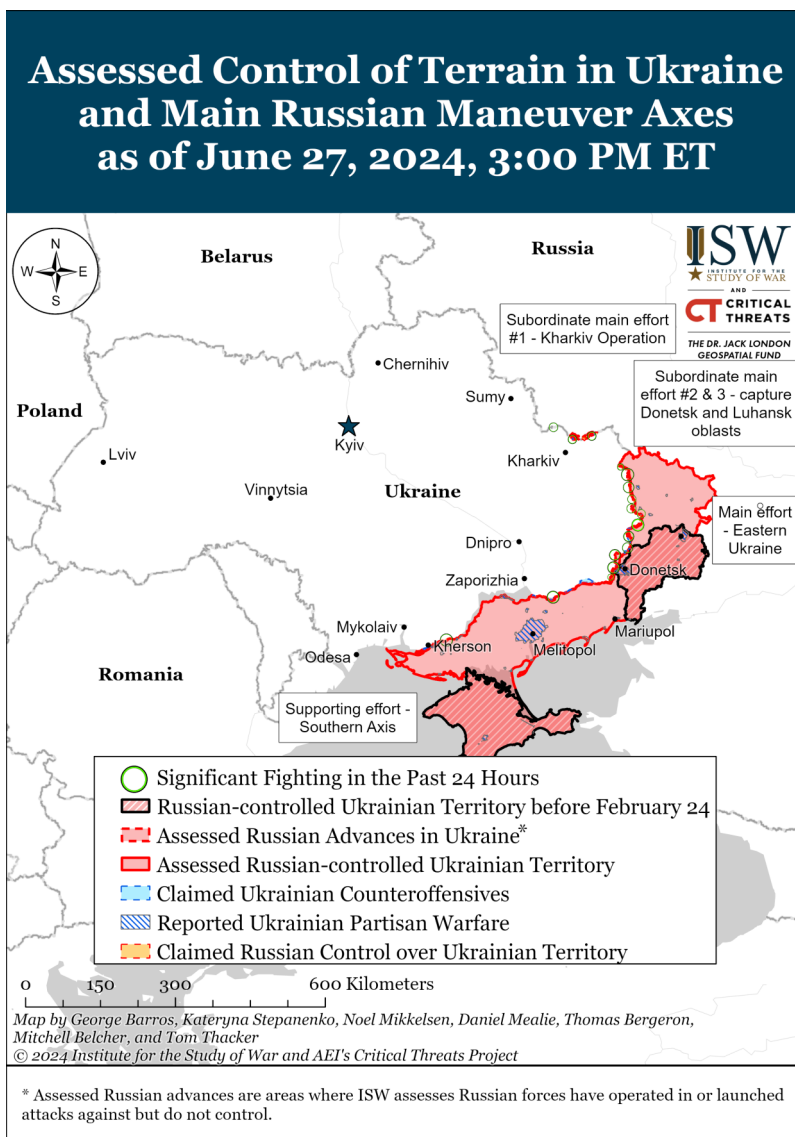 Assessed Control of Terrain in Ukraine
and Main Russian Maneuver Axes
as of June 27, 2024, 3:00 PM ET
N
W
E
S
Belarus
Russia
ISW
INSTITUTE FOR THE
STUDY OF WAR
AND
CT CRITICAL
THREATS
THE DR. JACK LONDON
GEOSPATIAL FUND
Subordinate main effort
#1 - Kharkiv Operation
Subordinate main
effort #2 & 3 - capture
Donetsk and Luhansk
oblasts
Chernihiv
Sumy
Poland
Kyiv
Lviv
Kharkiv
Vinnytsia
Ukraine
Main effort
- Eastern
Ukraine
Dnipro
Donetsk
Zaporizhia
Mykolaiv
Mariupol
Kherson
Melitopol
Odesa
Romania
Supporting effort -
Southern Axis
Significant Fighting in the Past 24 Hours
Russian-controlled Ukrainian Territory before February 24
Assessed Russian Advances in Ukraine*
Assessed Russian-controlled Ukrainian Territory
Claimed Ukrainian Counteroffensives
Reported Ukrainian Partisan Warfare
Claimed Russian Control over Ukrainian Territory
0 150 300 600 Kilometers
Map by George Barros, Kateryna Stepanenko, Noel Mikkelsen, Daniel Mealie, Thomas Bergeron,
Mitchell Belcher, and Tom Thacker
© 2024 Institute for the Study of War and AEI's Critical Threats Project
* Assessed Russian advances are areas where ISW assesses Russian forces have operated in or launched
attacks against but do not control.